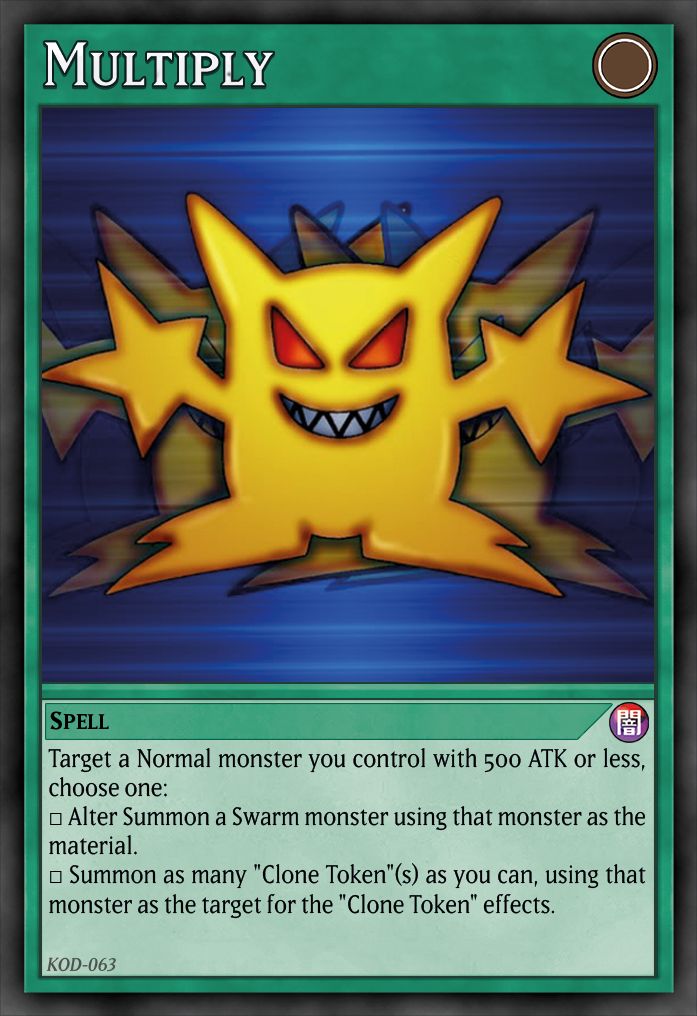 MULTIPLY
SPELL
闇
Target a Normal monster you control with 500 ATK or less,
choose one:
□ Alter Summon a Swarm monster using that monster as the
material.
□ Summon as many "Clone Token"(s) as you can, using that
monster as the target for the "Clone Token" effects.
KOD-063